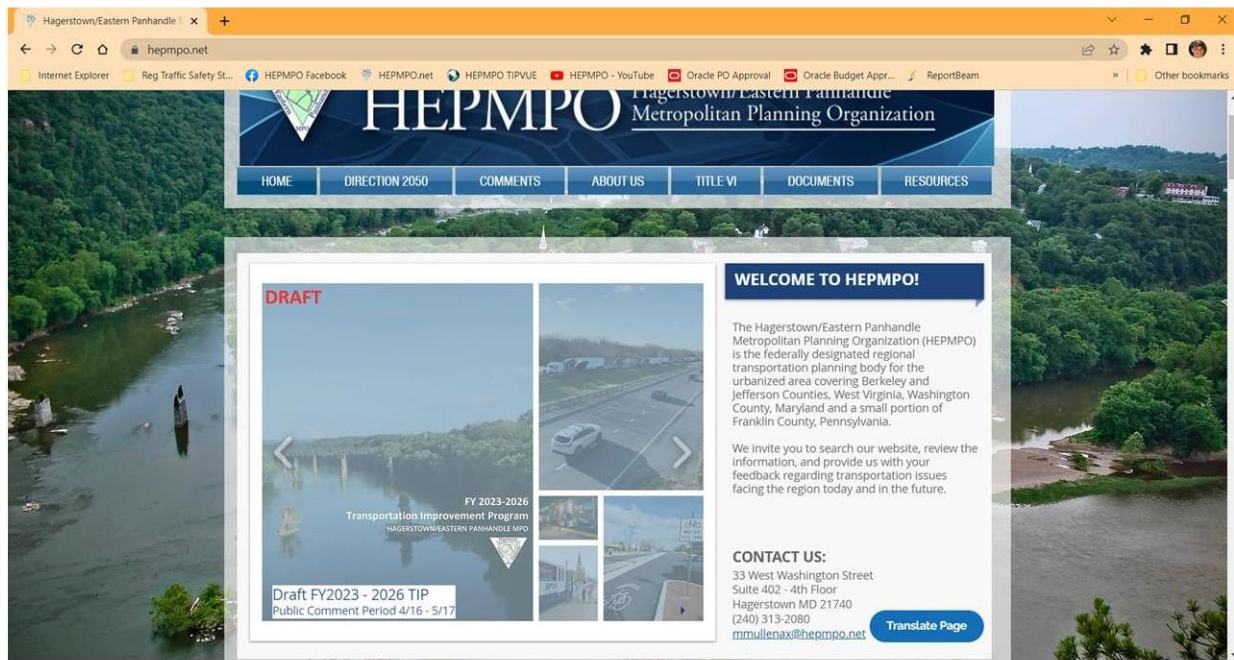 Hagerstown/Eastern Panhandle
hepmpo.net
Internet Explorer
Reg Traffic Safety St...
HEPMPO Facebook
HEPMPO.net
HEPMPO TIPVUE
HEPMPO - YouTube
Oracle PO Approval
Oracle Budget Appr...
ReportBeam
»
Other bookmarks
HEPMPO
Hagerstown/Eastern Panhandle
Metropolitan Planning Organization
HOME
DIRECTION 2050
COMMENTS
ABOUT US
TITLE VI
DOCUMENTS
RESOURCES
DRAFT
FY 2023-2026
Transportation Improvement Program
HAGERSTOWN/EASTERN PANHANDLE MPO
Draft FY2023 - 2026 TIP
Public Comment Period 4/16 - 5/17
WELCOME TO HEPMPO!
The Hagerstown/Eastern Panhandle
Metropolitan Planning Organization (HEPMPO)
is the federally designated regional
transportation planning body for the
urbanized area covering Berkeley and
Jefferson Counties, West Virginia, Washington
County, Maryland and a small portion of
Franklin County, Pennsylvania.
We invite you to search our website, review the
information, and provide us with your
feedback regarding transportation issues
facing the region today and in the future.
CONTACT US:
33 West Washington Street
Suite 402 - 4th Floor
Hagerstown MD 21740
(240) 313-2080
mmullenax@hepmpo.net
Translate Page